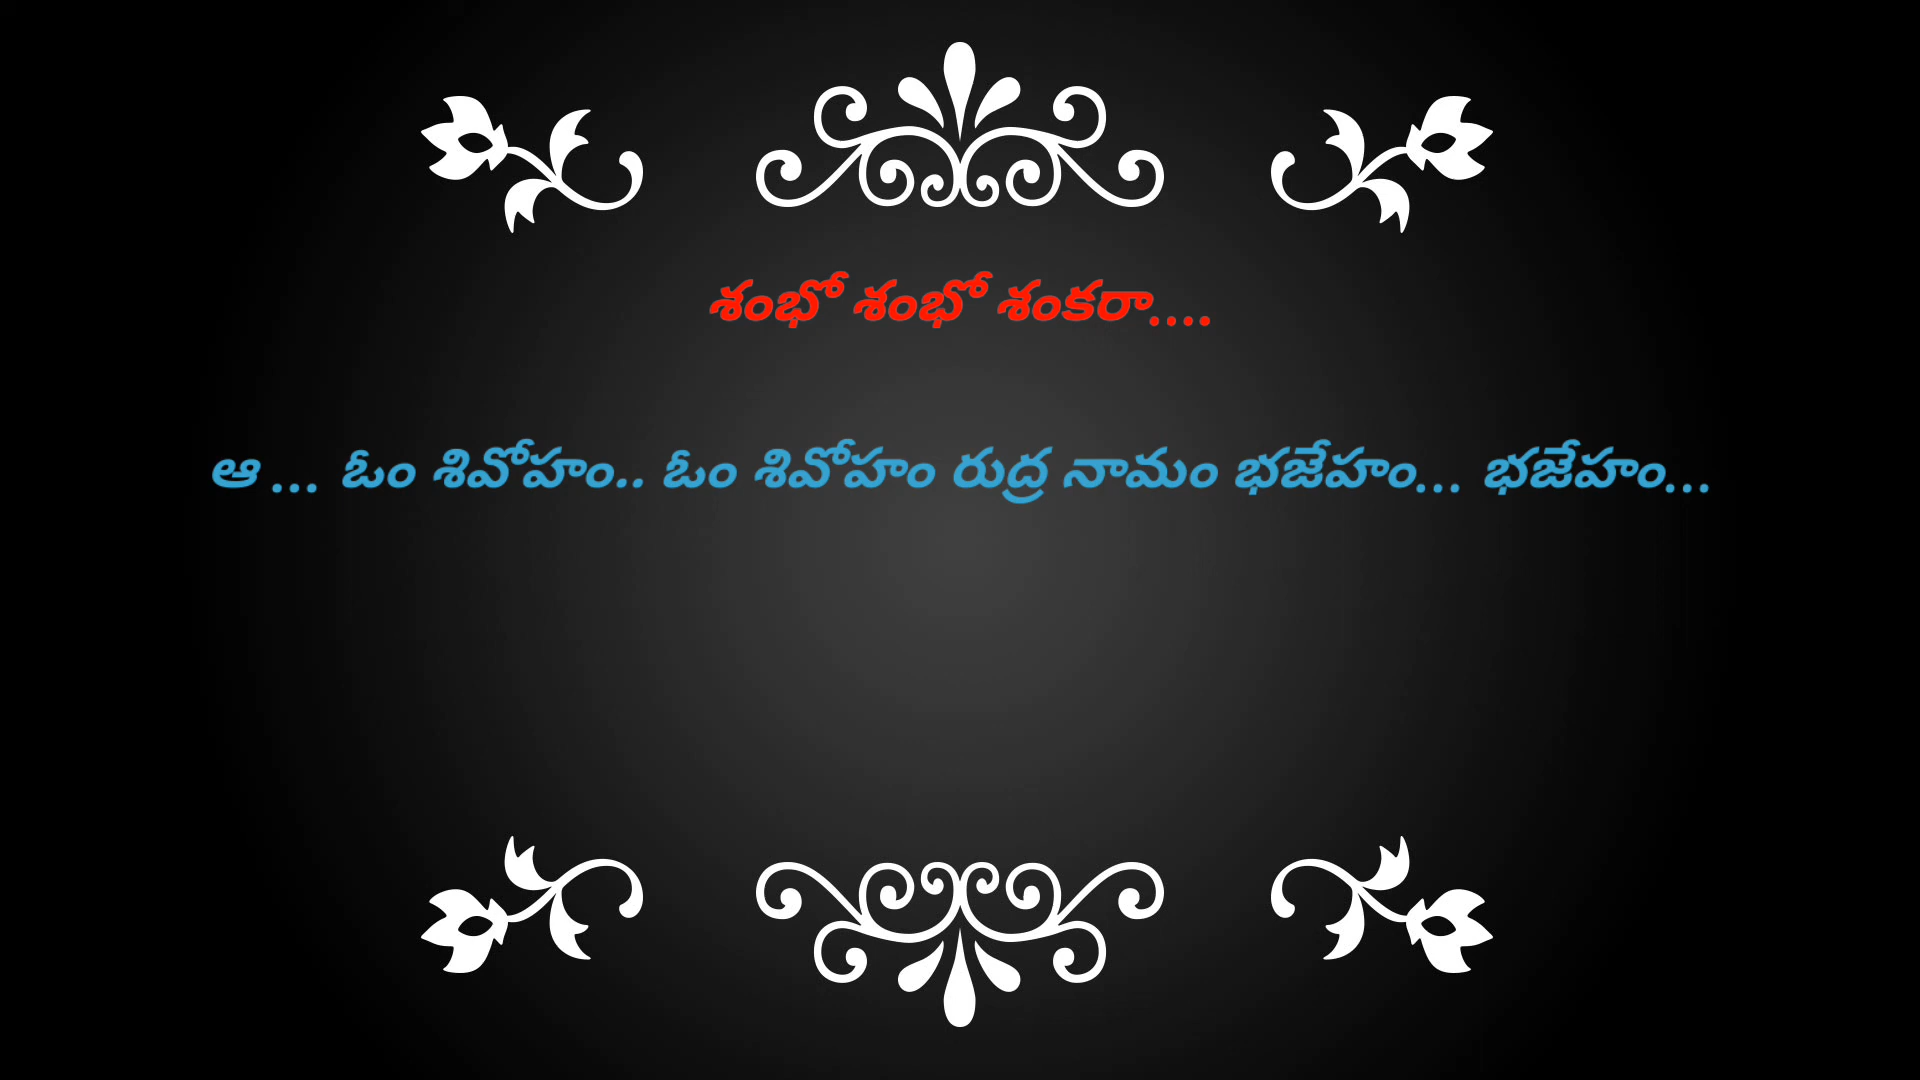 శంభో శంభో శంకరా....
ఆ ... ఓం శివోహం.. ఓం శివోహం రుద్ర నామం భజేహం... భజేహం...